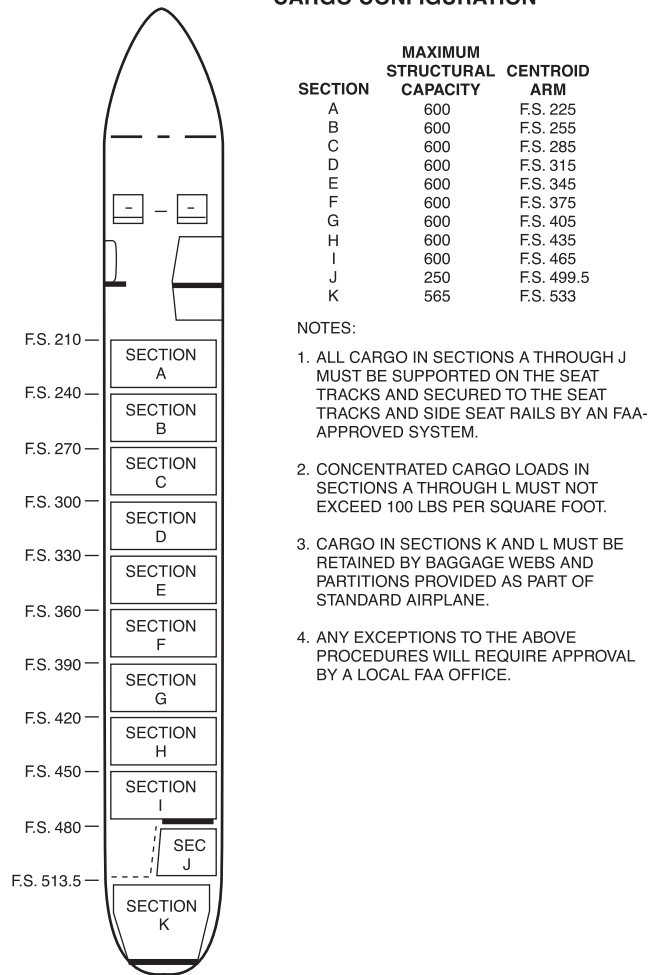 CARGO CONFIGURATION
MAXIMUM
STRUCTURAL CENTROID
SECTION CAPACITY ARM
A 600 F.S. 225
B 600 F.S. 255
C 600 F.S. 285
D 600 F.S. 315
E 600 F.S. 345
F 600 F.S. 375
G 600 F.S. 405
H 600 F.S. 435
I 600 F.S. 465
J 250 F.S. 499.5
K 565 F.S. 533
NOTES:
1. ALL CARGO IN SECTIONS A THROUGH J
MUST BE SUPPORTED ON THE SEAT
TRACKS AND SECURED TO THE SEAT
TRACKS AND SIDE SEAT RAILS BY AN FAA-
APPROVED SYSTEM.
2. CONCENTRATED CARGO LOADS IN
SECTIONS A THROUGH L MUST NOT
EXCEED 100 LBS PER SQUARE FOOT.
3. CARGO IN SECTIONS K AND L MUST BE
RETAINED BY BAGGAGE WEBS AND
PARTITIONS PROVIDED AS PART OF
STANDARD AIRPLANE.
4. ANY EXCEPTIONS TO THE ABOVE
PROCEDURES WILL REQUIRE APPROVAL
BY A LOCAL FAA OFFICE.
F.S. 210
SECTION
A
F.S. 240
SECTION
B
F.S. 270
SECTION
C
F.S. 300
SECTION
D
F.S. 330
SECTION
E
F.S. 360
SECTION
F
F.S. 390
SECTION
G
F.S. 420
SECTION
H
F.S. 450
SECTION
I
F.S. 480
SEC
J
F.S. 513.5
SECTION
K